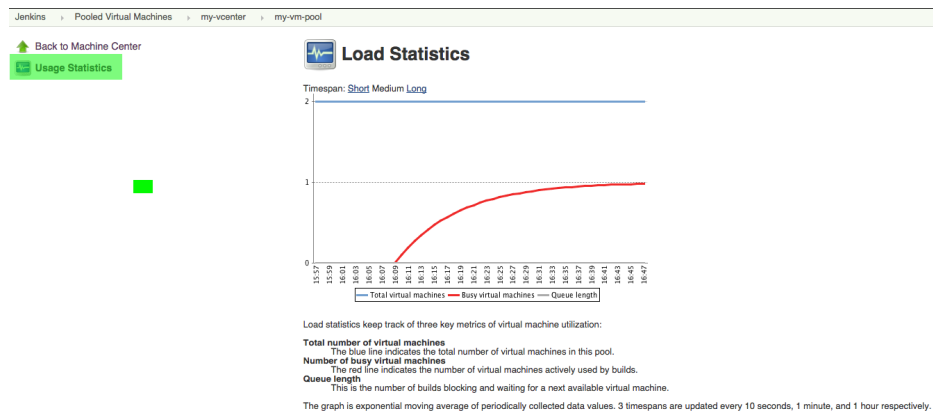 Jenkins › Pooled Virtual Machines › my-vcenter › my-vm-pool
Back to Machine Center
Usage Statistics
Load Statistics
Timespan: Short Medium Long
2
1
0
15:57 15:59 16:01 16:03 16:05 16:07 16:09 16:11 16:13 16:15 16:17 16:19 16:21 16:23 16:25 16:27 16:29 16:31 16:33 16:35 16:37 16:39 16:41 16:43 16:45 16:47
Total virtual machines Busy virtual machines Queue length
Load statistics keep track of three key metrics of virtual machine utilization:
Total number of virtual machines
The blue line indicates the total number of virtual machines in this pool.
Number of busy virtual machines
The red line indicates the number of virtual machines actively used by builds.
Queue length
This is the number of builds blocking and waiting for a next available virtual machine.
The graph is exponential moving average of periodically collected data values. 3 timespans are updated every 10 seconds, 1 minute, and 1 hour respectively.